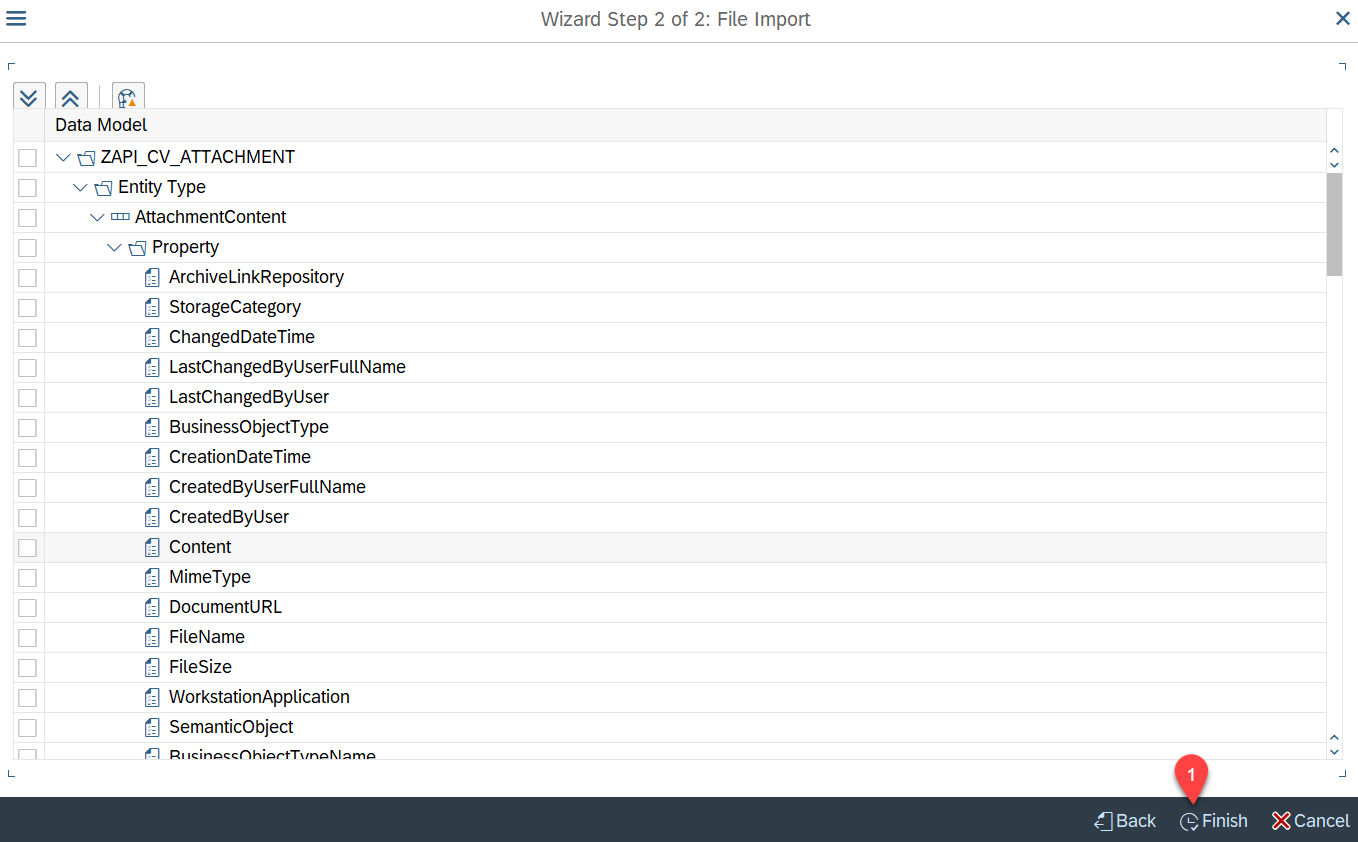 Wizard Step 2 of 2: File Import
Data Model
ZAPI_CV_ATTACHMENT
Entity Type
AttachmentContent
Property
ArchiveLinkRepository
StorageCategory
ChangedDateTime
LastChangedByUserFullName
LastChangedByUser
BusinessObjectType
CreationDateTime
CreatedByUserFullName
CreatedByUser
Content
MimeType
DocumentURL
FileName
FileSize
WorkstationApplication
SemanticObject
BusinessObjectTypeName
1
Back Finish Cancel